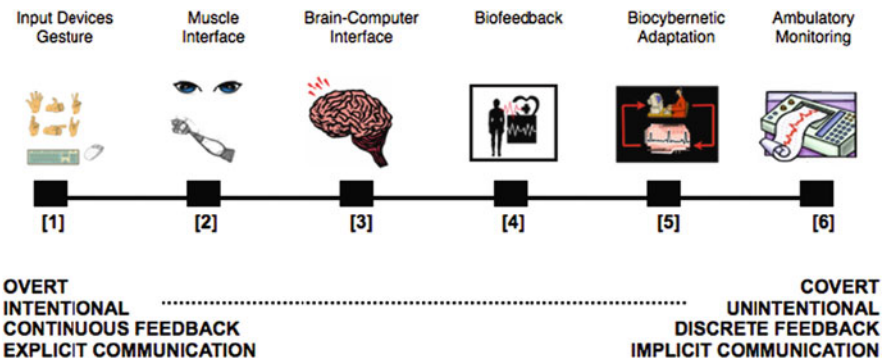 Input Devices
Gesture
Muscle
Interface
Brain-Computer
Interface
Biofeedback
Biocybernetic
Adaptation
Ambulatory
Monitoring
[1]
[2]
[3]
[4]
[5]
[6]
OVERT
INTENTIONAL
CONTINUOUS FEEDBACK
EXPLICIT COMMUNICATION
COVERT
UNINTENTIONAL
DISCRETE FEEDBACK
IMPLICIT COMMUNICATION